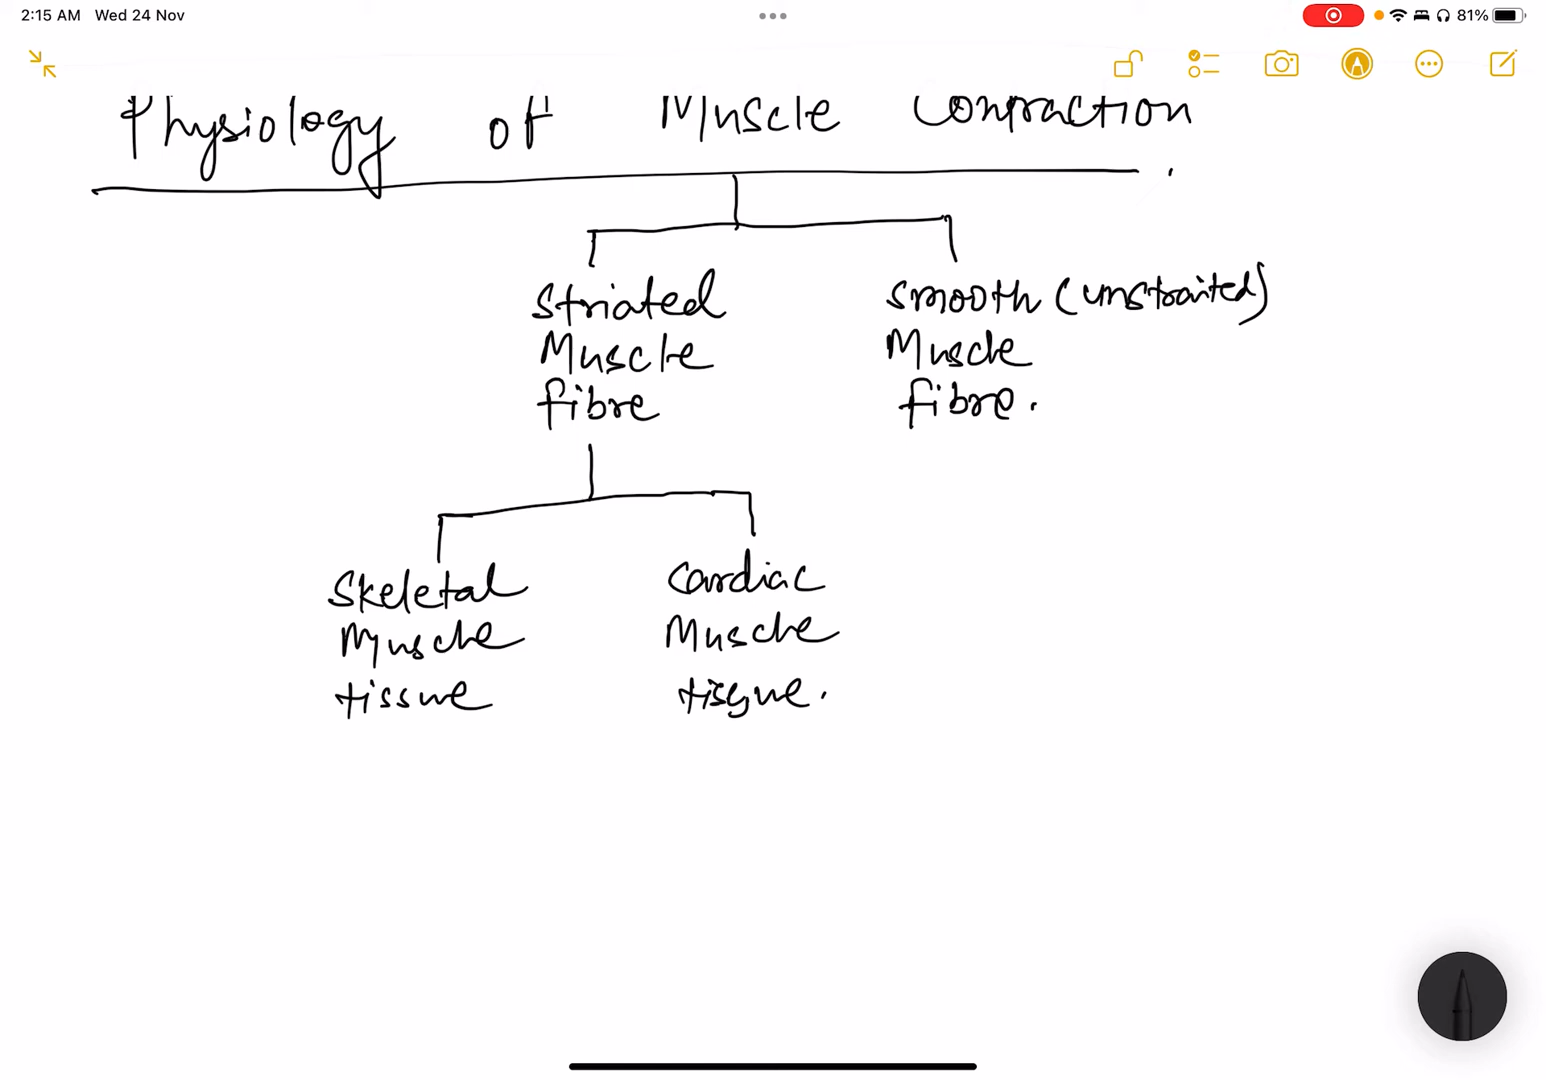 2:15 AM Wed 24 Nov
81%
Physiology of Muscle Contraction
Striated
Muscle
fibre
Smooth (unstraited)
Muscle
fibre.
Skeletal
Muscle
tissue
Cardiac
Muscle
tissue.